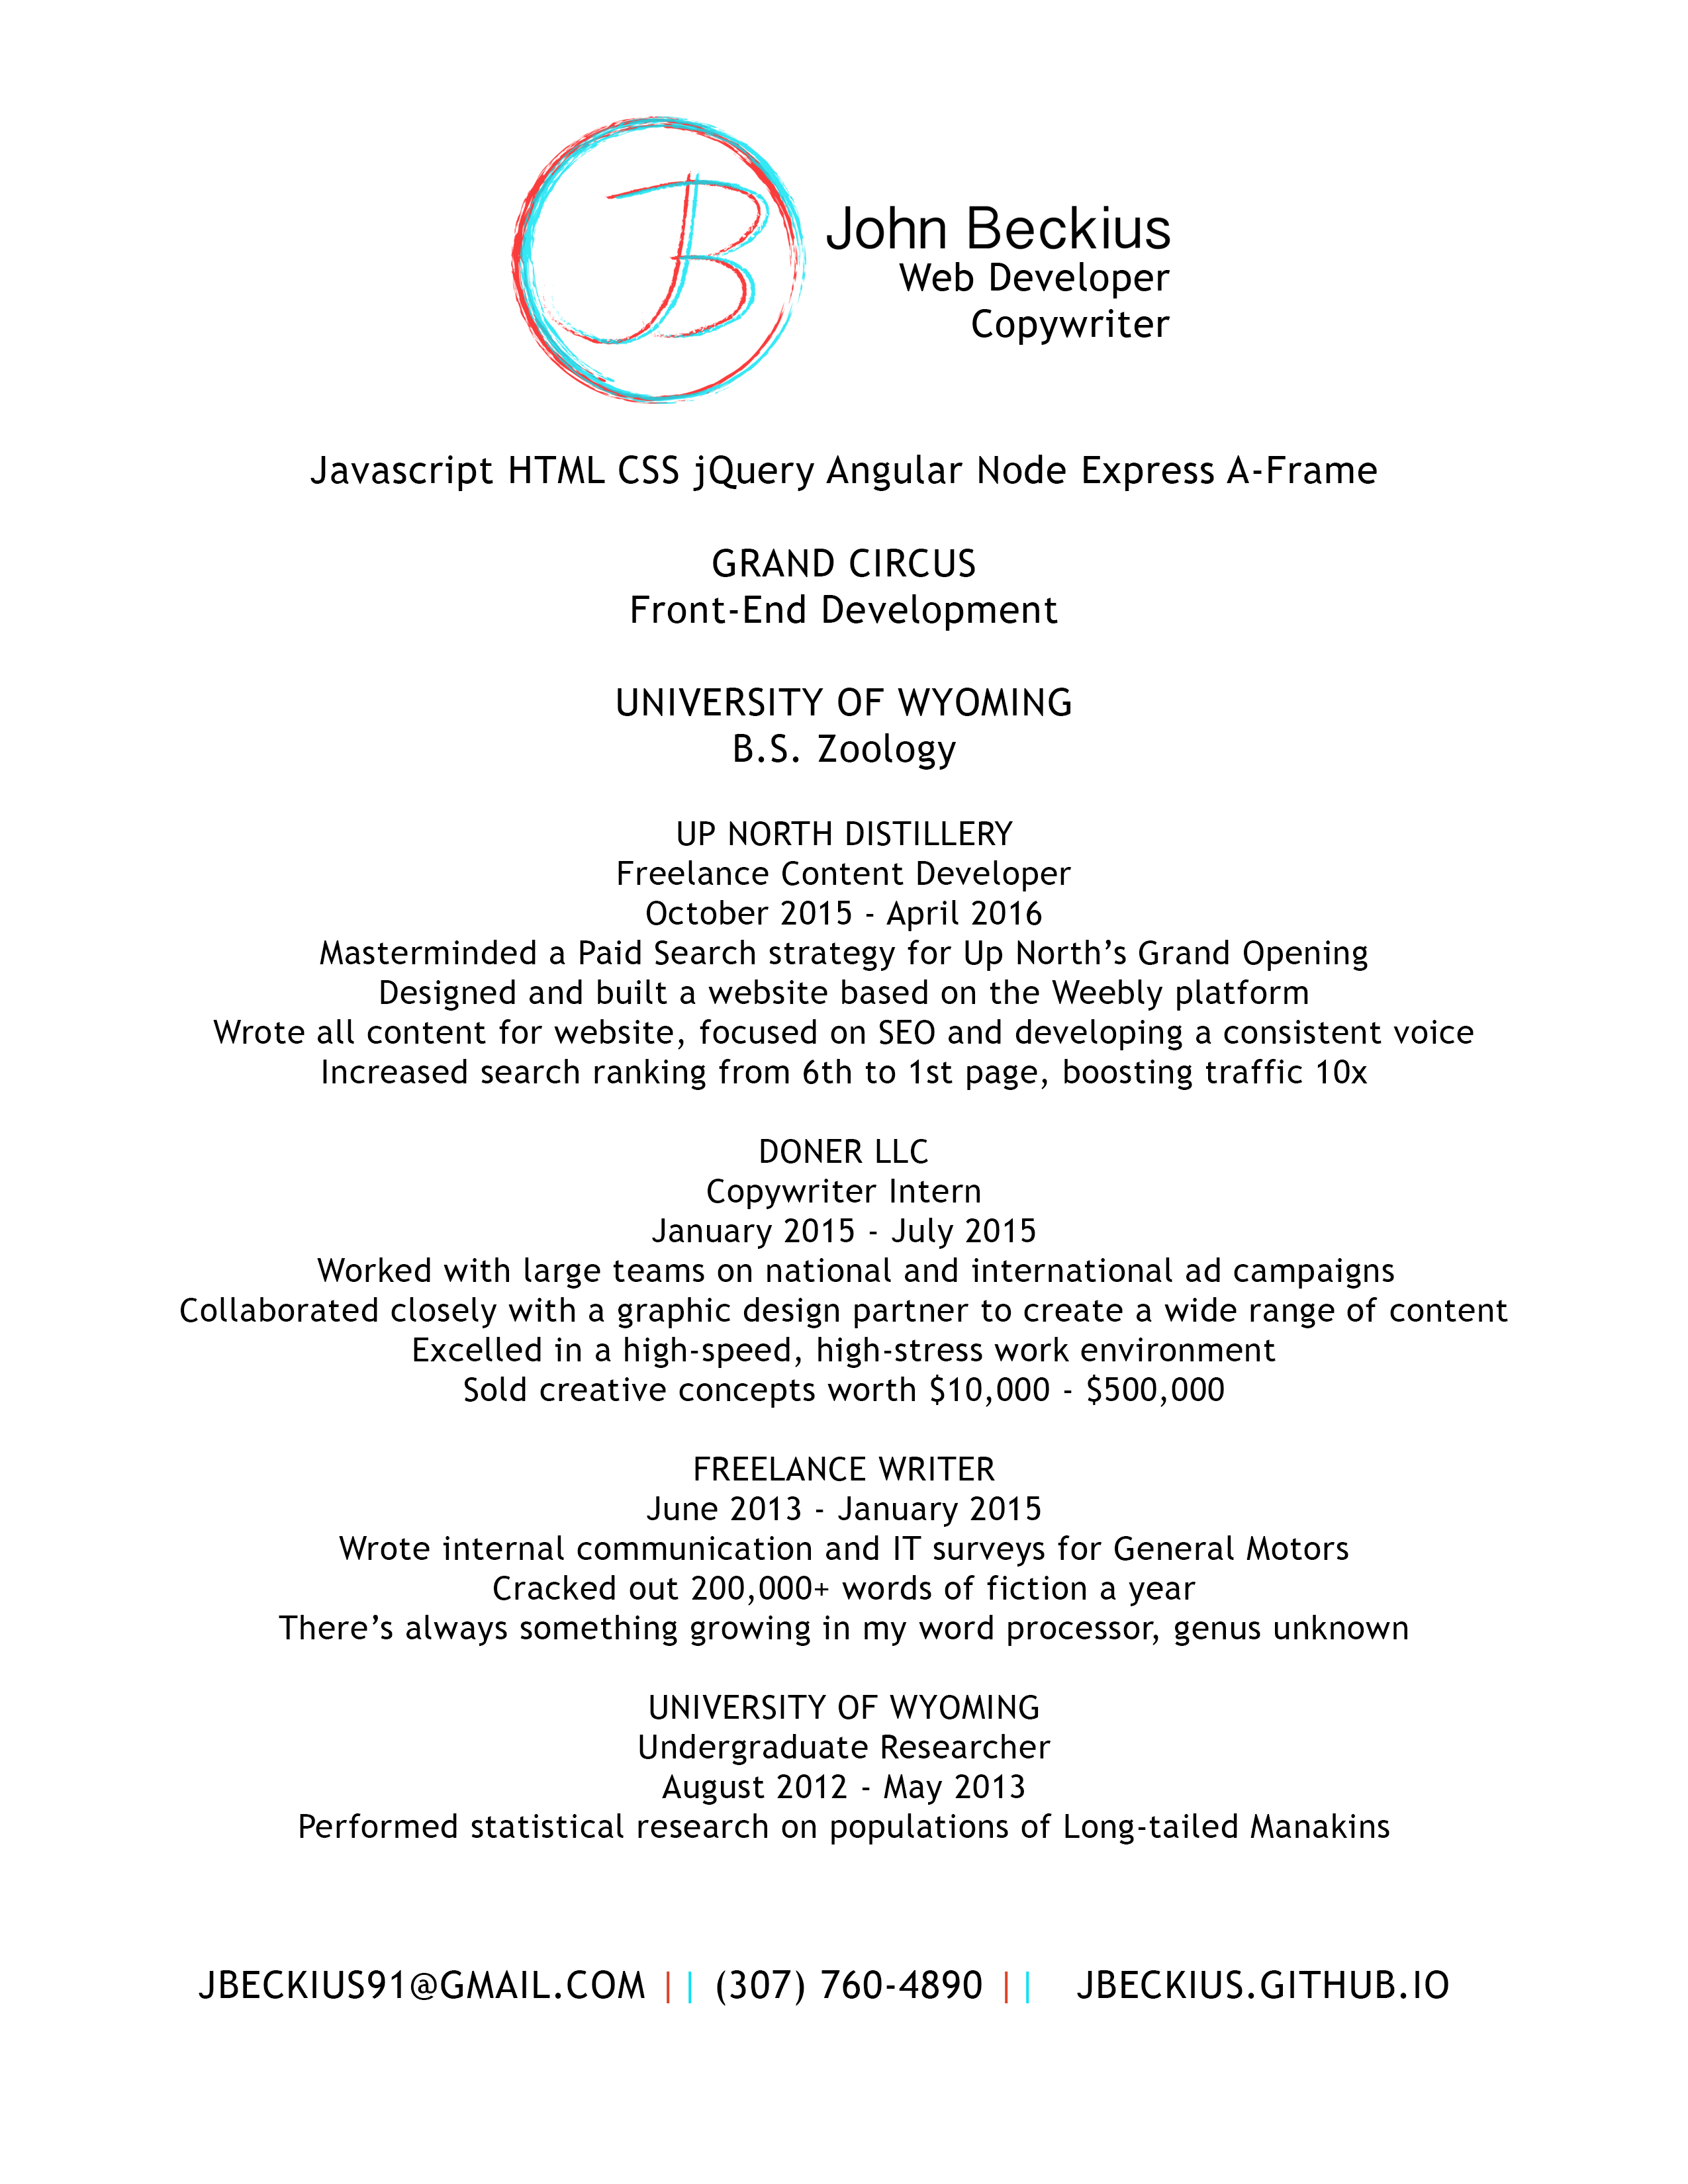 JB
John Beckius
Web Developer
Copywriter
Javascript HTML CSS jQuery Angular Node Express A-Frame
GRAND CIRCUS
Front-End Development
UNIVERSITY OF WYOMING
B.S. Zoology
UP NORTH DISTILLERY
Freelance Content Developer
October 2015 - April 2016
Masterminded a Paid Search strategy for Up North’s Grand Opening
Designed and built a website based on the Weebly platform
Wrote all content for website, focused on SEO and developing a consistent voice
Increased search ranking from 6th to 1st page, boosting traffic 10x
DONER LLC
Copywriter Intern
January 2015 - July 2015
Worked with large teams on national and international ad campaigns
Collaborated closely with a graphic design partner to create a wide range of content
Excelled in a high-speed, high-stress work environment
Sold creative concepts worth $10,000 - $500,000
FREELANCE WRITER
June 2013 - January 2015
Wrote internal communication and IT surveys for General Motors
Cracked out 200,000+ words of fiction a year
There’s always something growing in my word processor, genus unknown
UNIVERSITY OF WYOMING
Undergraduate Researcher
August 2012 - May 2013
Performed statistical research on populations of Long-tailed Manakins
JBECKIUS91@GMAIL.COM || (307) 760-4890 || JBECKIUS.GITHUB.IO